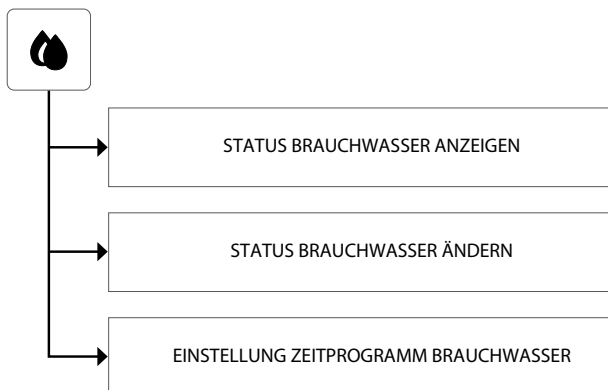 STATUS BRAUCHWASSER ANZEIGEN
STATUS BRAUCHWASSER ÄNDERN
EINSTELLUNG ZEITPROGRAMM BRAUCHWASSER